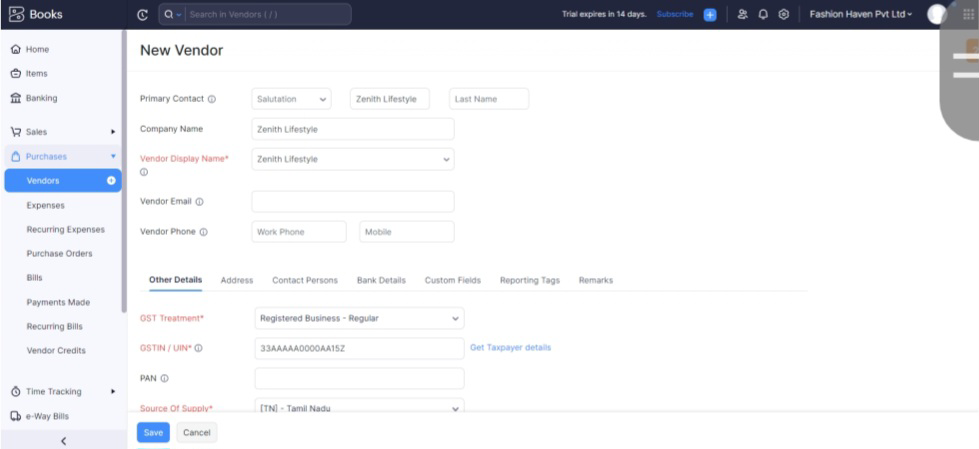 Books
Search in Vendors ( / )
Trial expires in 14 days. Subscribe
Fashion Haven Pvt Ltd
Home
Items
Banking
Sales
Purchases
Vendors
Expenses
Recurring Expenses
Purchase Orders
Bills
Payments Made
Recurring Bills
Vendor Credits
Time Tracking
e-Way Bills
New Vendor
Primary Contact Salutation Zenith Lifestyle Last Name
Company Name Zenith Lifestyle
Vendor Display Name* Zenith Lifestyle
Vendor Email
Vendor Phone Work Phone Mobile
Other Details Address Contact Persons Bank Details Custom Fields Reporting Tags Remarks
GST Treatment* Registered Business - Regular
GSTIN / UIN* 33AAAAA0000AA15Z Get Taxpayer details
PAN
Source Of Supply* [TN] - Tamil Nadu
Save Cancel